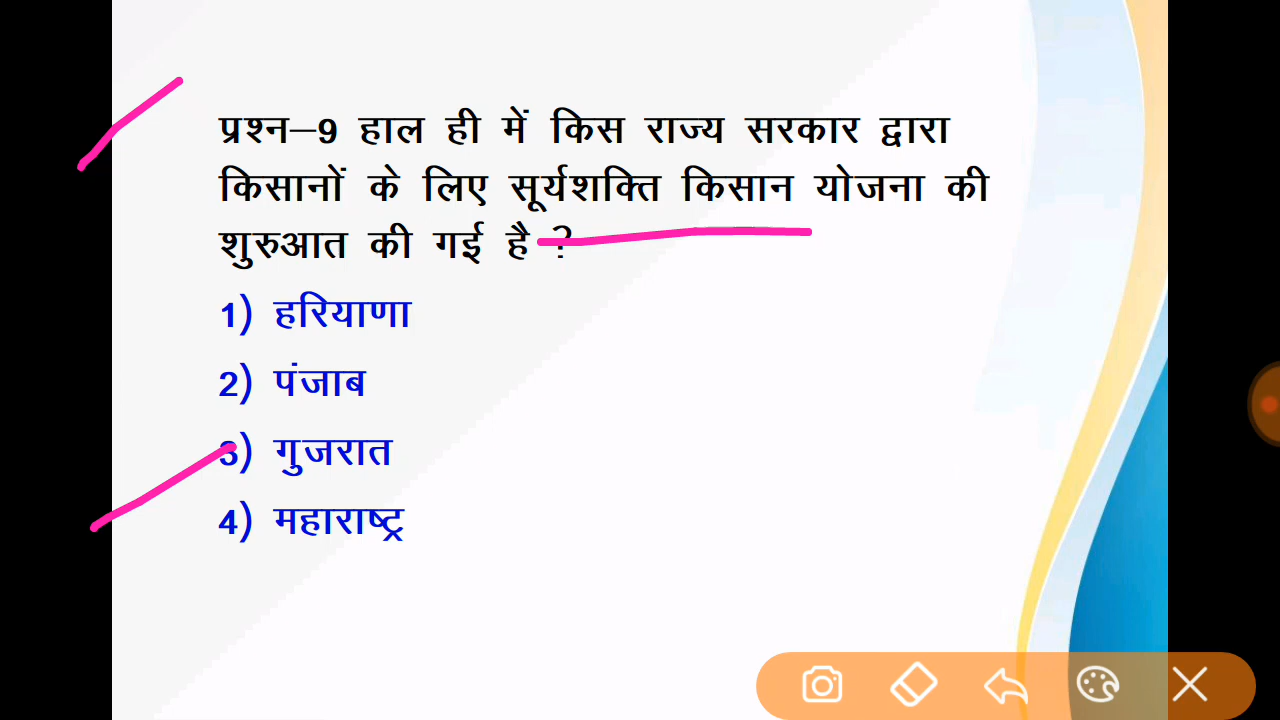 प्रश्न–9 हाल ही में किस राज्य सरकार द्वारा
किसानों के लिए सूर्यशक्ति किसान योजना की
शुरुआत की गई है ?
1) हरियाणा
2) पंजाब
3) गुजरात
4) महाराष्ट्र